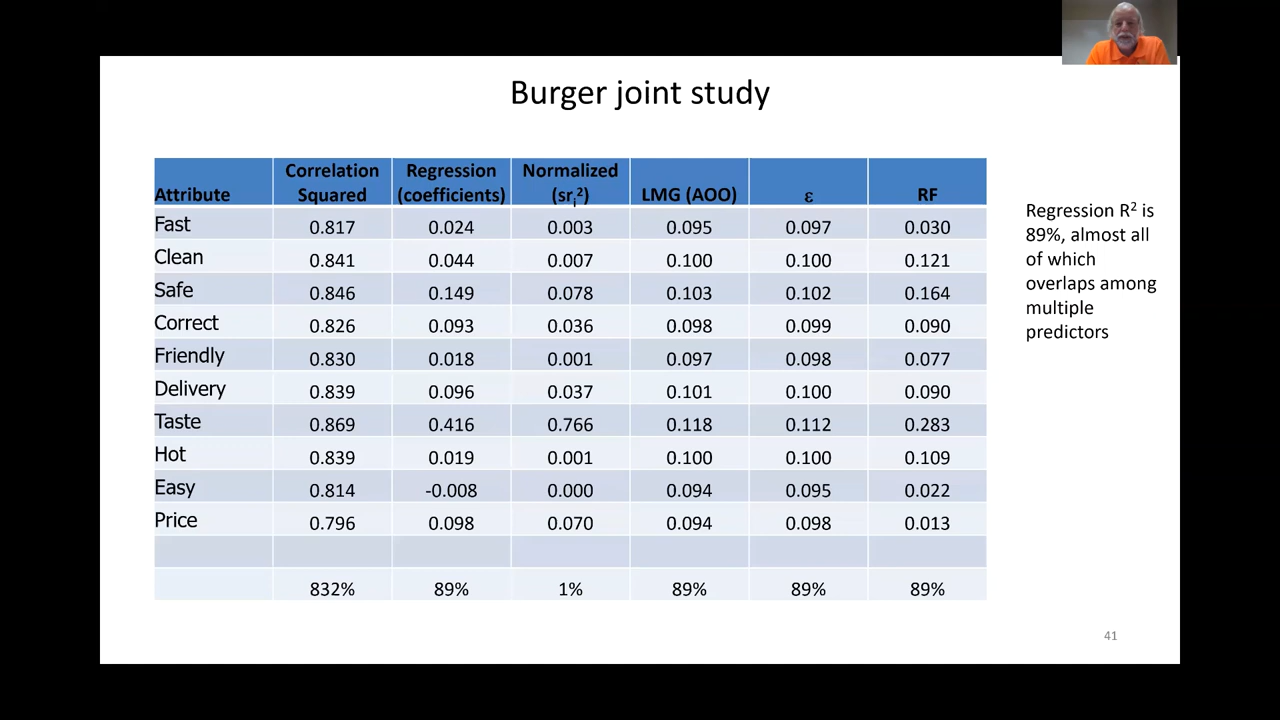 Burger joint study
Attribute Correlation Squared Regression (coefficients) Normalized (sri²) LMG (AOO) ε RF
Fast 0.817 0.024 0.003 0.095 0.097 0.030
Clean 0.841 0.044 0.007 0.100 0.100 0.121
Safe 0.846 0.149 0.078 0.103 0.102 0.164
Correct 0.826 0.093 0.036 0.098 0.099 0.090
Friendly 0.830 0.018 0.001 0.097 0.098 0.077
Delivery 0.839 0.096 0.037 0.101 0.100 0.090
Taste 0.869 0.416 0.766 0.118 0.112 0.283
Hot 0.839 0.019 0.001 0.100 0.100 0.109
Easy 0.814 -0.008 0.000 0.094 0.095 0.022
Price 0.796 0.098 0.070 0.094 0.098 0.013
832% 89% 1% 89% 89% 89%
Regression R² is
89%, almost all
of which
overlaps among
multiple
predictors
41